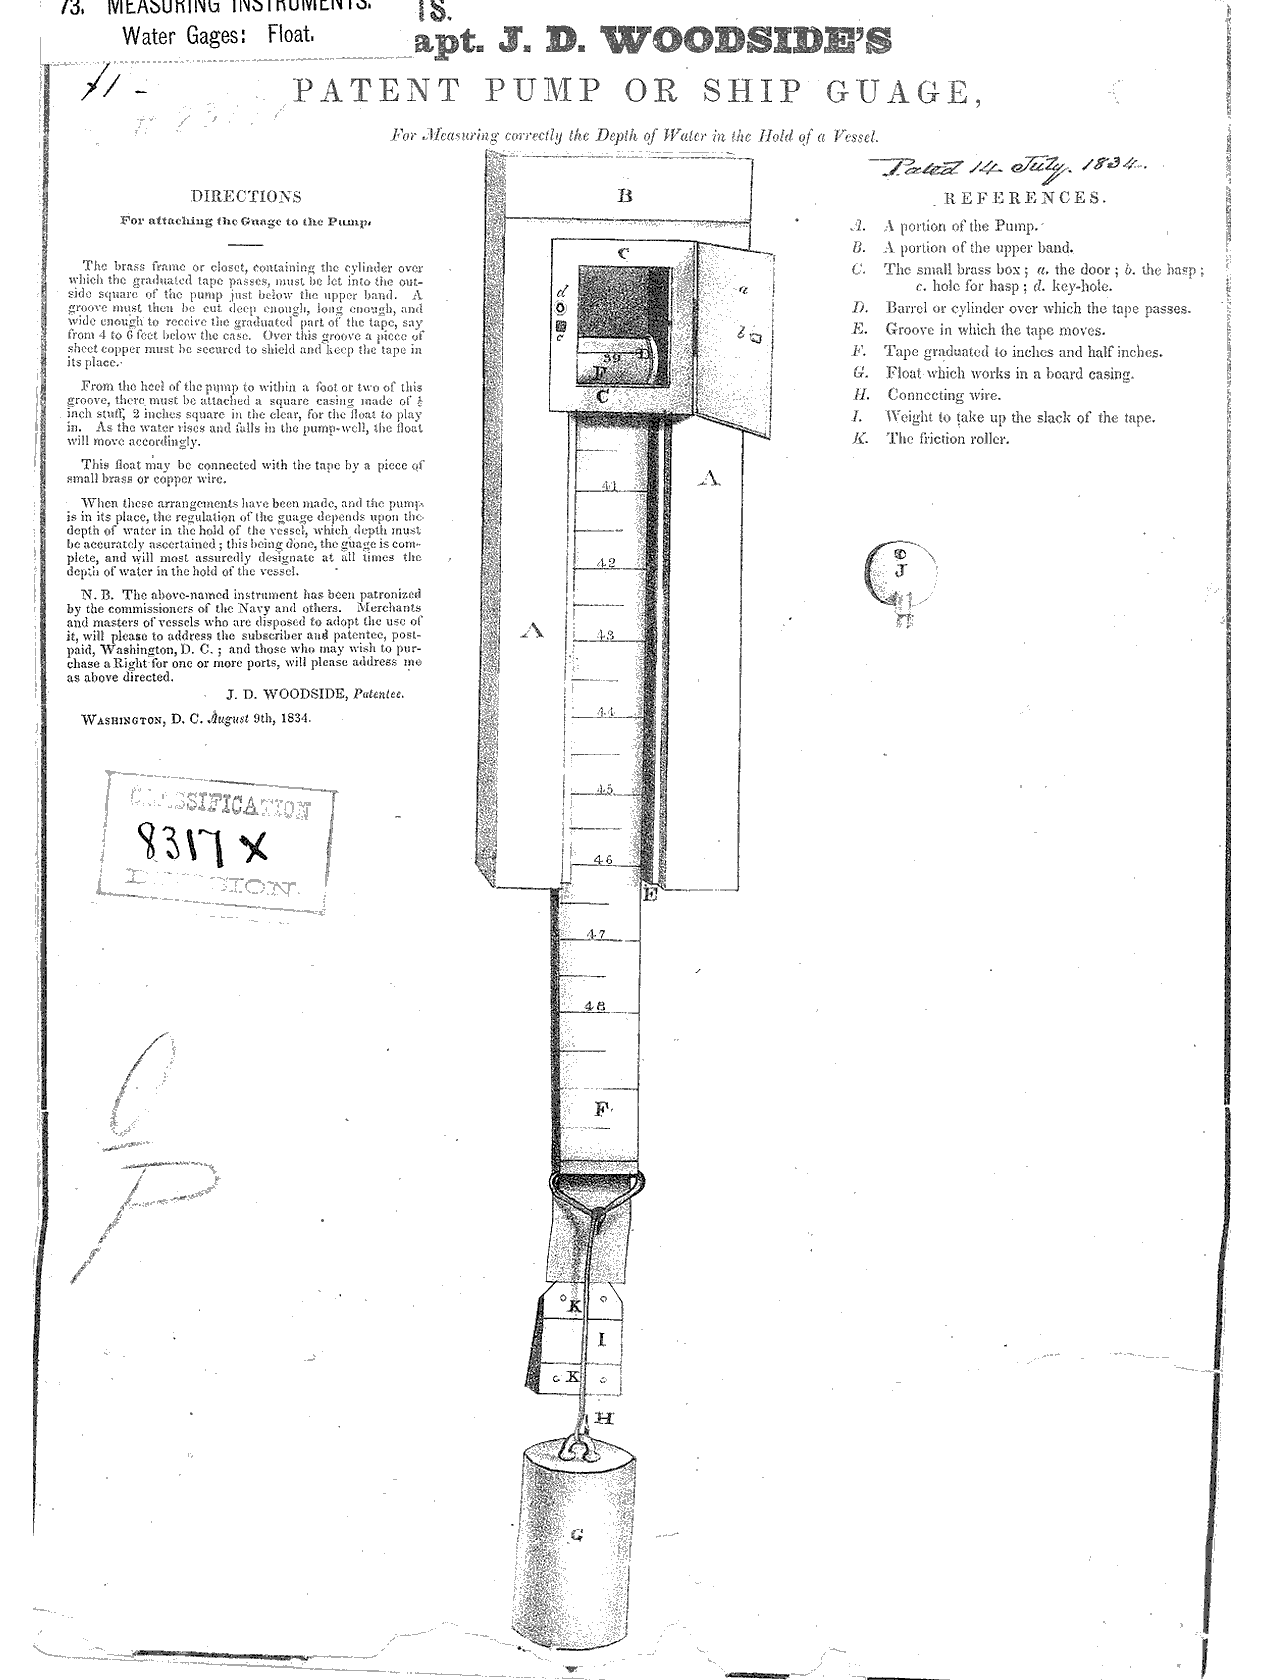 73. MEASURING INSTRUMENTS.
Water Gages: Float.
apt. J. D. WOODSIDE'S
PATENT PUMP OR SHIP GUAGE,
For Measuring correctly the Depth of Water in the Hold of a Vessel.
Pated 14 July. 1834.
DIRECTIONS
For attaching the Guage to the Pump.
The brass frame or closet, containing the cylinder over
which the graduated tape passes, must be let into the out-
side square of the pump just below the upper band. A
groove must then be cut deep enough, long enough, and
wide enough to receive the graduated part of the tape, say
from 4 to 6 feet below the case. Over this groove a piece of
sheet copper must be secured to shield and keep the tape in
its place.
From the heel of the pump to within a foot or two of this
groove, there must be attached a square casing made of
inch stuff, 2 inches square in the clear, for the float to play
in. As the water rises and falls in the pump-well, the float
will move accordingly.
This float may be connected with the tape by a piece of
small brass or copper wire.
When these arrangements have been made, and the pump
is in its place, the regulation of the guage depends upon the
depth of water in the hold of the vessel, which depth must
be accurately ascertained; this being done, the guage is com-
plete, and will most assuredly designate at all times the
depth of water in the hold of the vessel.
N. B. The above-named instrument has been patronized
by the commissioners of the Navy and others. Merchants
and masters of vessels who are disposed to adopt the use of
it, will please to address the subscriber and patentee, post-
paid, Washington, D. C.; and those who may wish to pur-
chase a Right for one or more ports, will please address me
as above directed.
J. D. WOODSIDE, Patentee.
WASHINGTON, D. C. August 9th, 1834.
REFERENCES.
A. A portion of the Pump.
B. A portion of the upper band.
C. The small brass box; a. the door; b. the hasp;
c. hole for hasp; d. key-hole.
D. Barrel or cylinder over which the tape passes.
E. Groove in which the tape moves.
F. Tape graduated to inches and half inches.
G. Float which works in a board casing.
H. Connecting wire.
I. Weight to take up the slack of the tape.
K. The friction roller.
B
C
d
a
b
c
39 D
F
C
A
A
J
41
42
43
44
45
46
E
47
48
F
K
I
K
H
G
CLASSIFICATION
8317 X
DIVISION.
P